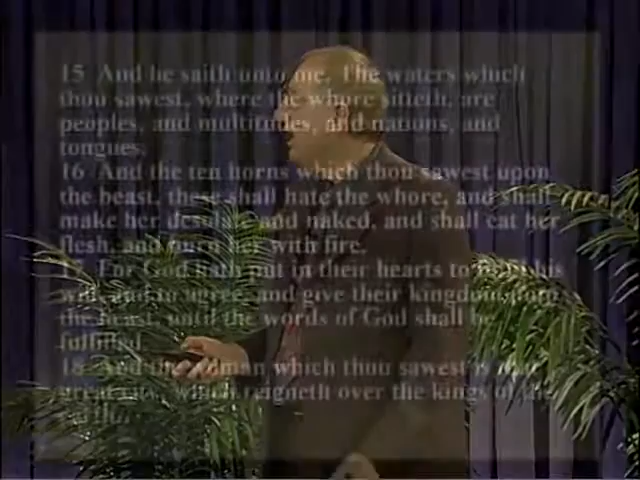 15 And he saith unto me, The waters which
thou sawest, where the whore sitteth, are
peoples, and multitudes, and nations, and
tongues.
16 And the ten horns which thou sawest upon
the beast, these shall hate the whore, and shall
make her desolate and naked, and shall eat her
flesh, and burn her with fire.
17 For God hath put in their hearts to fulfil his
will, and to agree, and give their kingdom
the beast, until the words of God shall be
fulfilled.
18 And the woman which thou sawest is that
great city, which reigneth over the kings of the
earth.